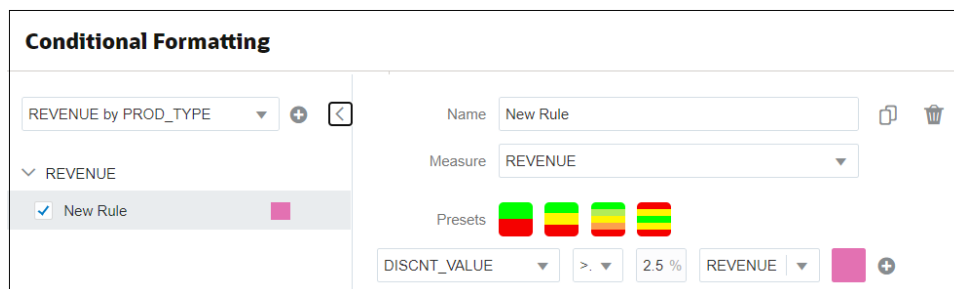 Conditional Formatting
REVENUE by PROD_TYPE
REVENUE
New Rule
Name New Rule
Measure REVENUE
Presets
DISCNT_VALUE >. 2.5 % REVENUE